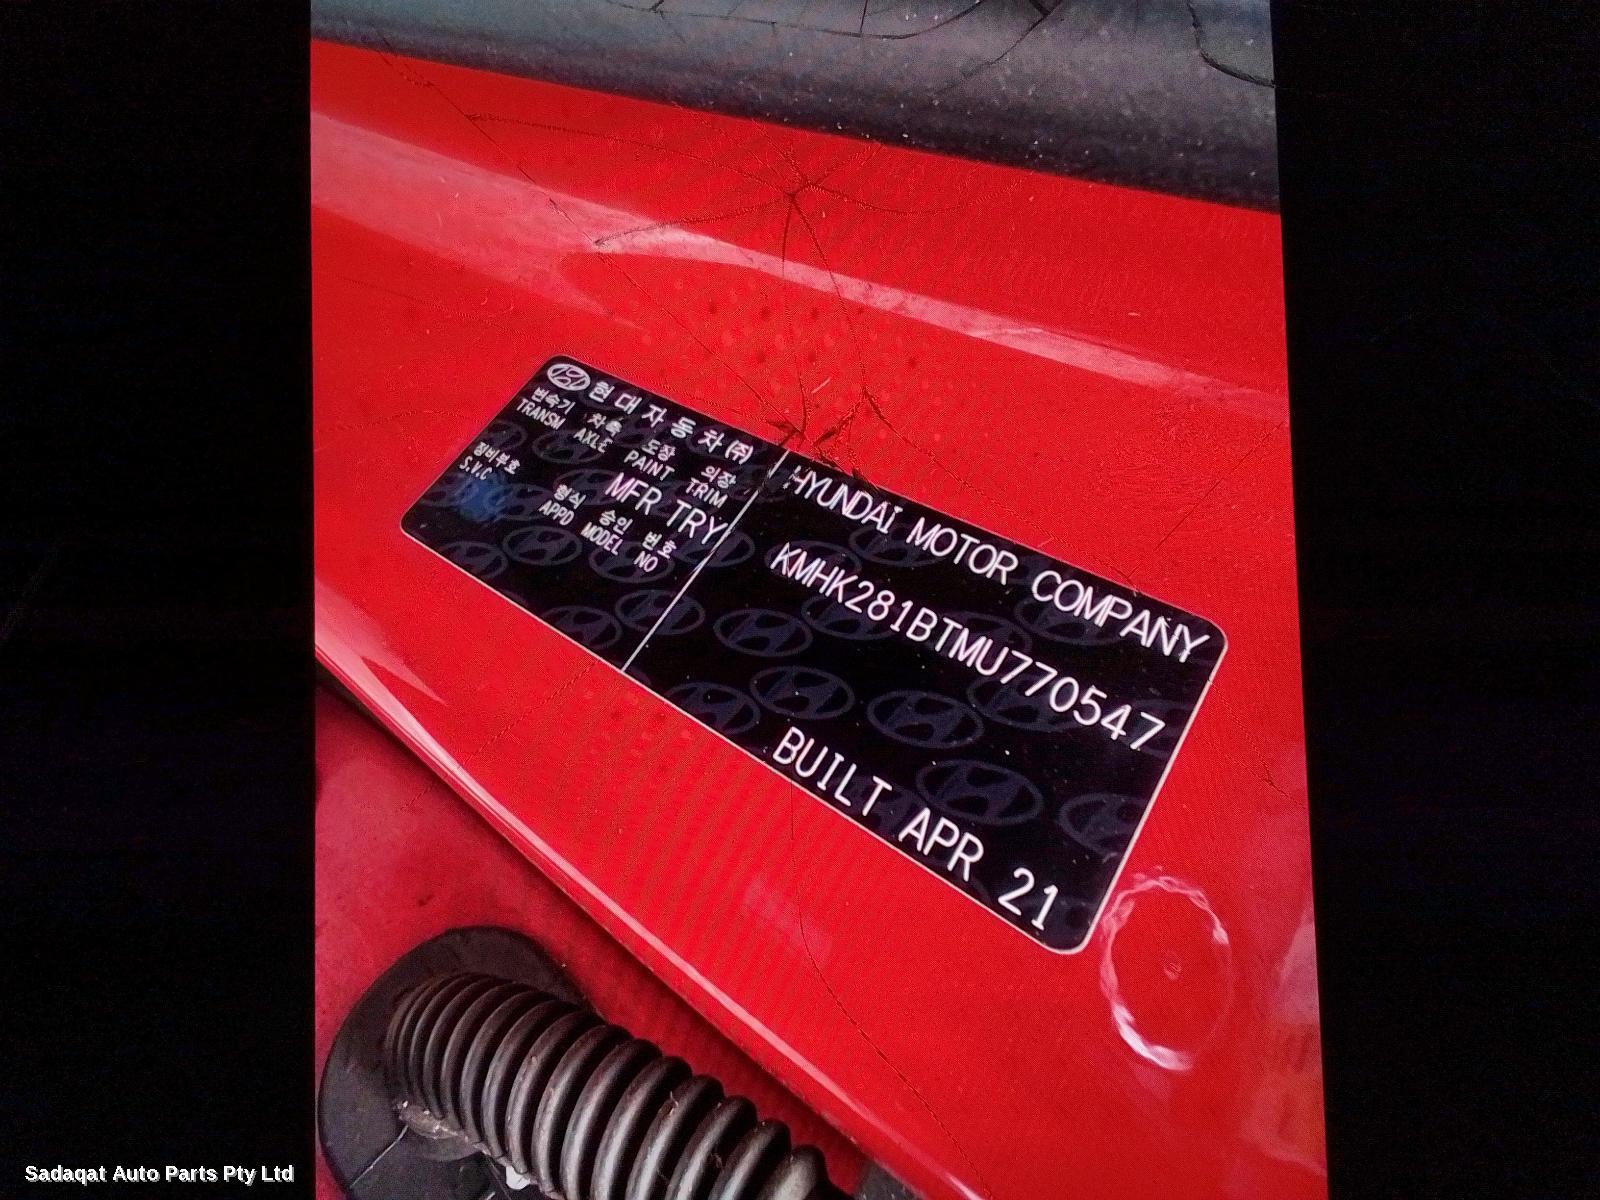 현대자동차(주)
변속기 차축 도장 외장
TRANSM AXLE PAINT TRIM
MFR TRY
장비부호
S.V.C
형식 승인 번호
APPD MODEL NO
HYUNDAI MOTOR COMPANY
KMHK281BTMU770547
BUILT APR 21
Sadaqat Auto Parts Pty Ltd